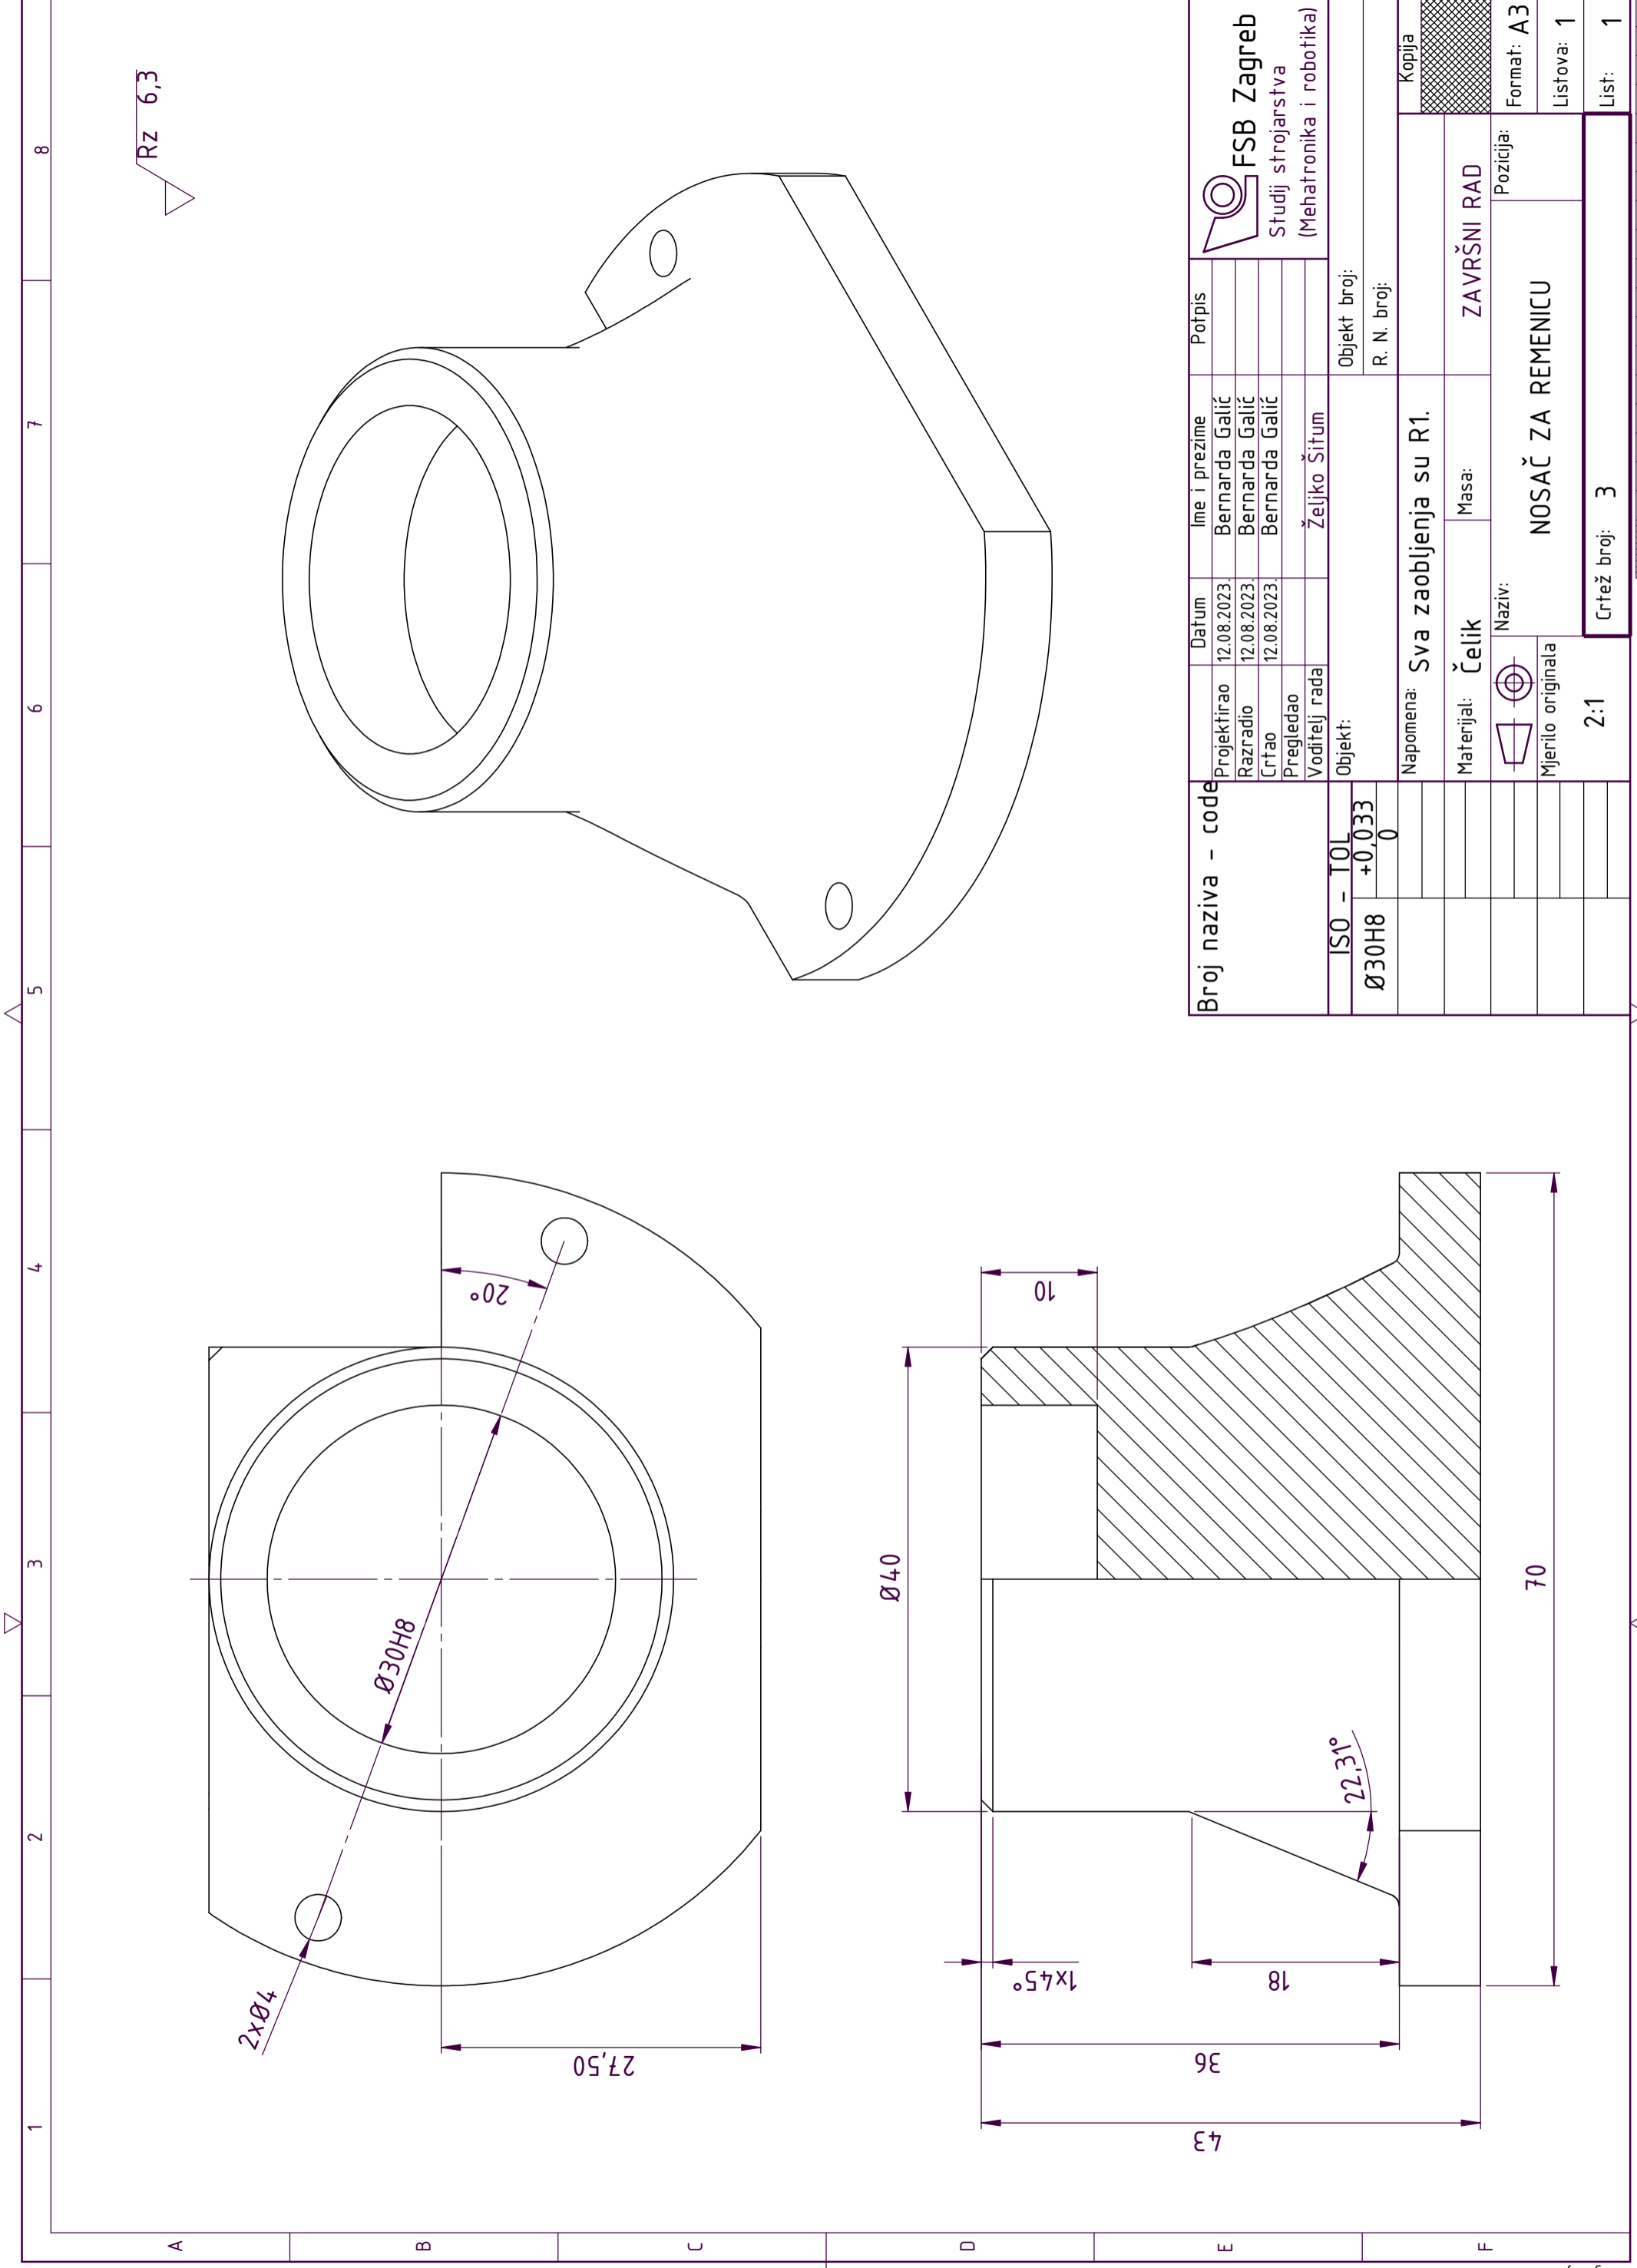 1
2
3
4
5
6
7
8
A
B
C
D
E
F
Rz 6,3
2xØ4
Ø30H8
20°
27,50
Ø40
10
1x45°
18
22,31°
36
43
70
Broj naziva - code
ISO - TOL
Ø30H8
+0,033
0
Datum
Ime i prezime
Potpis
Projektirao 12.08.2023. Bernarda Galić
Razradio 12.08.2023. Bernarda Galić
Crtao 12.08.2023. Bernarda Galić
Pregledao
Voditelj rada Željko Šitum
FSB Zagreb
Studij strojarstva
(Mehatronika i robotika)
Objekt:
Objekt broj:
R. N. broj:
Napomena: Sva zaobljenja su R1.
Kopija
Materijal: Čelik
Masa:
ZAVRŠNI RAD
Naziv:
NOSAČ ZA REMENICU
Pozicija:
Format: A3
Mjerilo originala
2:1
Listova: 1
Crtež broj: 3
List: 1